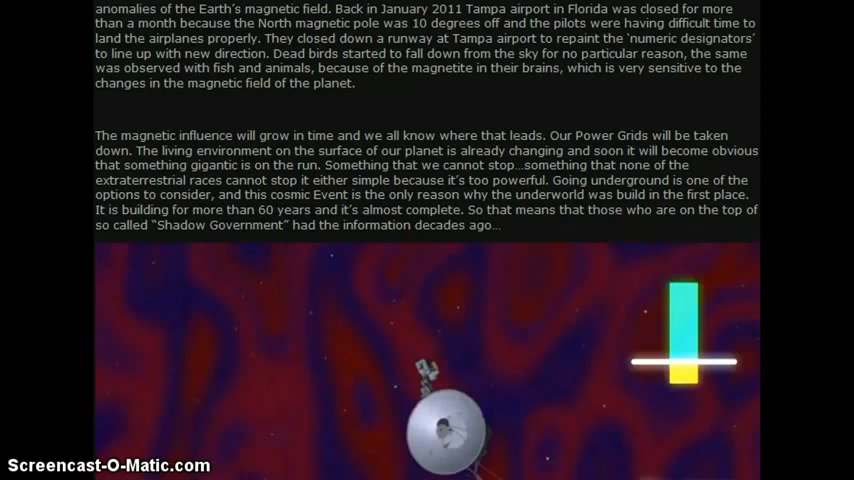 anomalies of the Earth's magnetic field. Back in January 2011 Tampa airport in Florida was closed for more
than a month because the North magnetic pole was 10 degrees off and the pilots were having difficult time to
land the airplanes properly. They closed down a runway at Tampa airport to repaint the 'numeric designators'
to line up with new direction. Dead birds started to fall down from the sky for no particular reason, the same
was observed with fish and animals, because of the magnetite in their brains, which is very sensitive to the
changes in the magnetic field of the planet.
The magnetic influence will grow in time and we all know where that leads. Our Power Grids will be taken
down. The living environment on the surface of our planet is already changing and soon it will become obvious
that something gigantic is on the run. Something that we cannot stop…something that none of the
extraterrestrial races cannot stop it either simple because it's too powerful. Going underground is one of the
options to consider, and this cosmic Event is the only reason why the underworld was build in the first place.
It is building for more than 60 years and it's almost complete. So that means that those who are on the top of
so called "Shadow Government" had the information decades ago…
Screencast-O-Matic.com